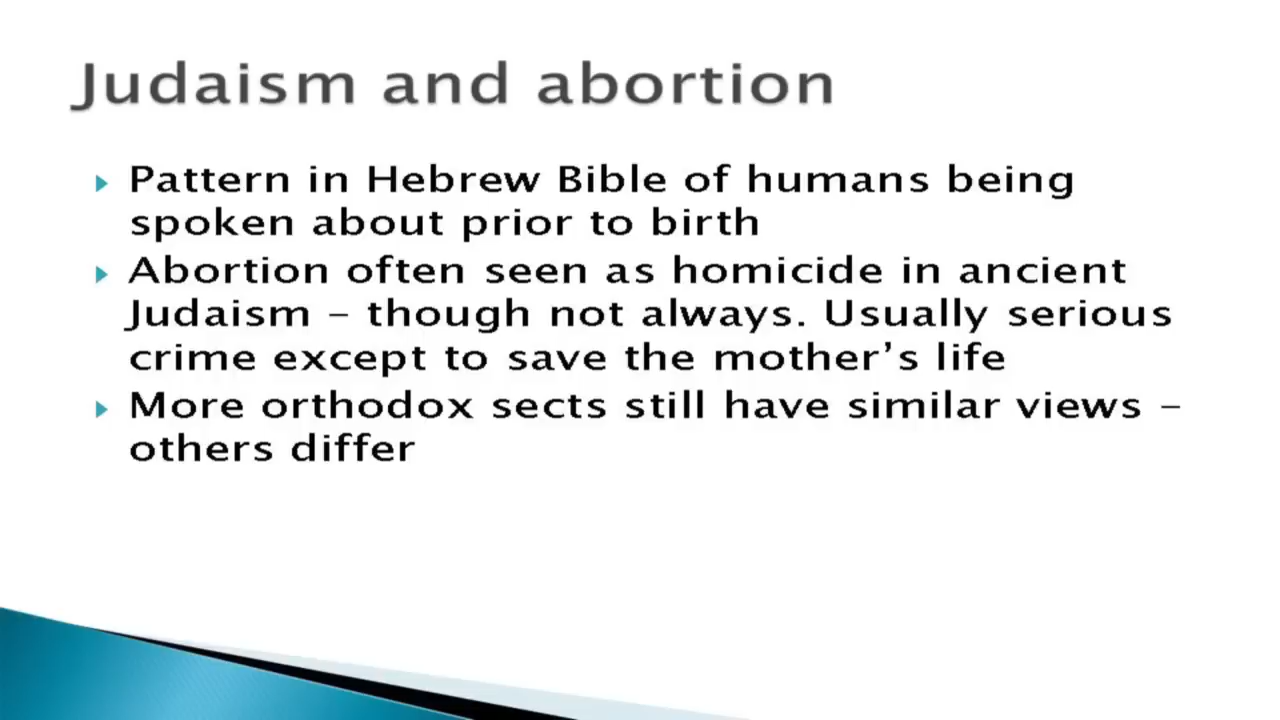 Judaism and abortion
Pattern in Hebrew Bible of humans being
spoken about prior to birth
Abortion often seen as homicide in ancient
Judaism – though not always. Usually serious
crime except to save the mother’s life
More orthodox sects still have similar views –
others differ